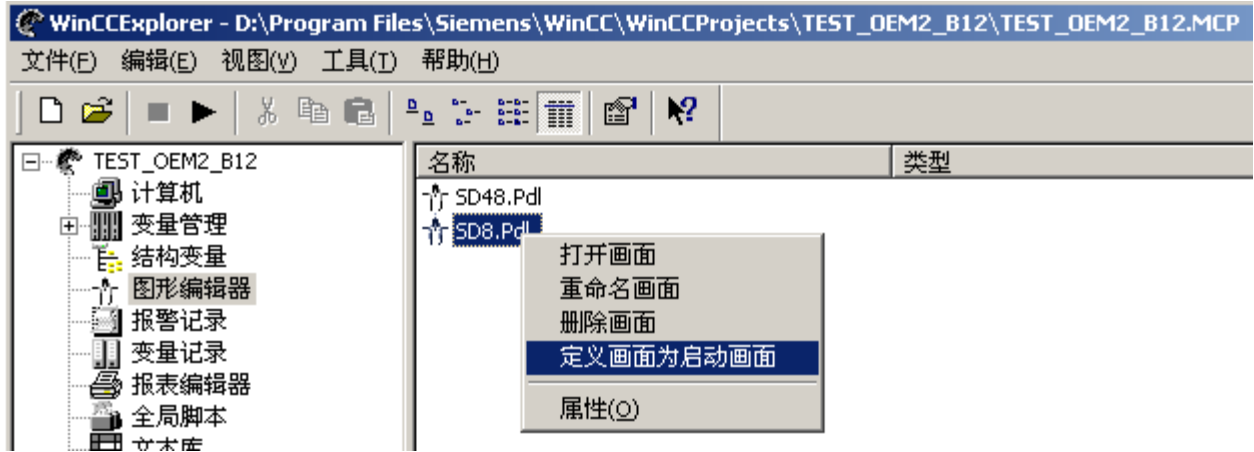 WinCCExplorer - D:\Program Files\Siemens\WinCC\WinCCProjects\TEST_OEM2_B12\TEST_OEM2_B12.MCP
文件(F) 编辑(E) 视图(V) 工具(T) 帮助(H)
TEST_OEM2_B12
计算机
变量管理
结构变量
图形编辑器
报警记录
变量记录
报表编辑器
全局脚本
文本库
名称 类型
SD48.Pdl
SD8.Pdl
打开画面
重命名画面
删除画面
定义画面为启动画面
属性(O)